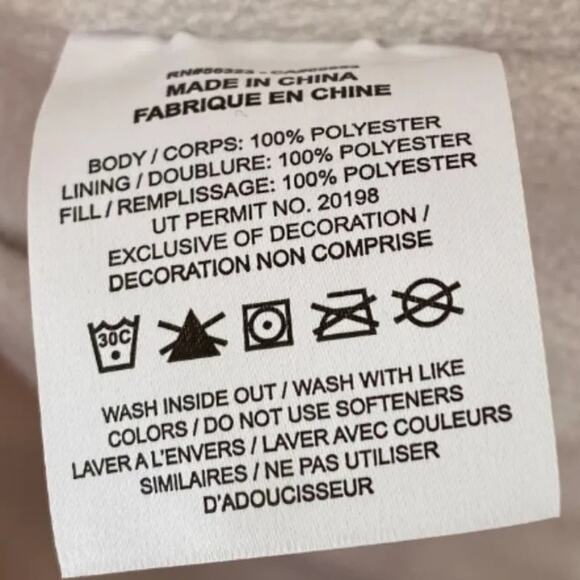 MADE IN CHINA
FABRIQUE EN CHINE
BODY / CORPS: 100% POLYESTER
LINING / DOUBLURE: 100% POLYESTER
FILL / REMPLISSAGE: 100% POLYESTER
UT PERMIT NO. 20198
EXCLUSIVE OF DECORATION /
DECORATION NON COMPRISE
30C
WASH INSIDE OUT / WASH WITH LIKE
COLORS / DO NOT USE SOFTENERS
LAVER A L'ENVERS / LAVER AVEC COULEURS
SIMILAIRES / NE PAS UTILISER
D'ADOUCISSEUR